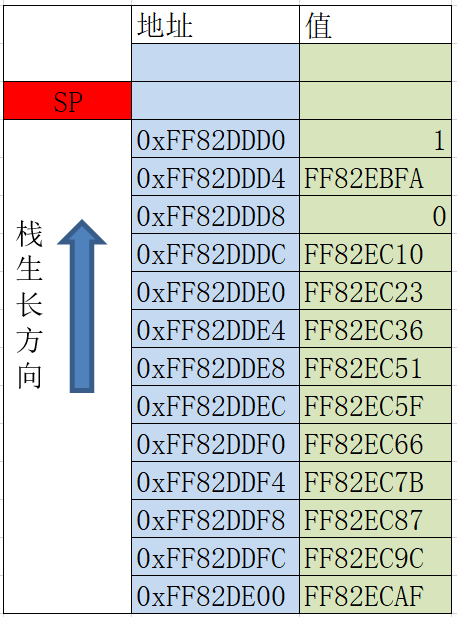 地址 值
SP
0xFF82DDD0 1
0xFF82DDD4 FF82EBFA
0xFF82DDD8 0
0xFF82DDDC FF82EC10
0xFF82DDE0 FF82EC23
0xFF82DDE4 FF82EC36
0xFF82DDE8 FF82EC51
0xFF82DDEC FF82EC5F
0xFF82DDF0 FF82EC66
0xFF82DDF4 FF82EC7B
0xFF82DDF8 FF82EC87
0xFF82DDFC FF82EC9C
0xFF82DE00 FF82ECAF
栈生长方向